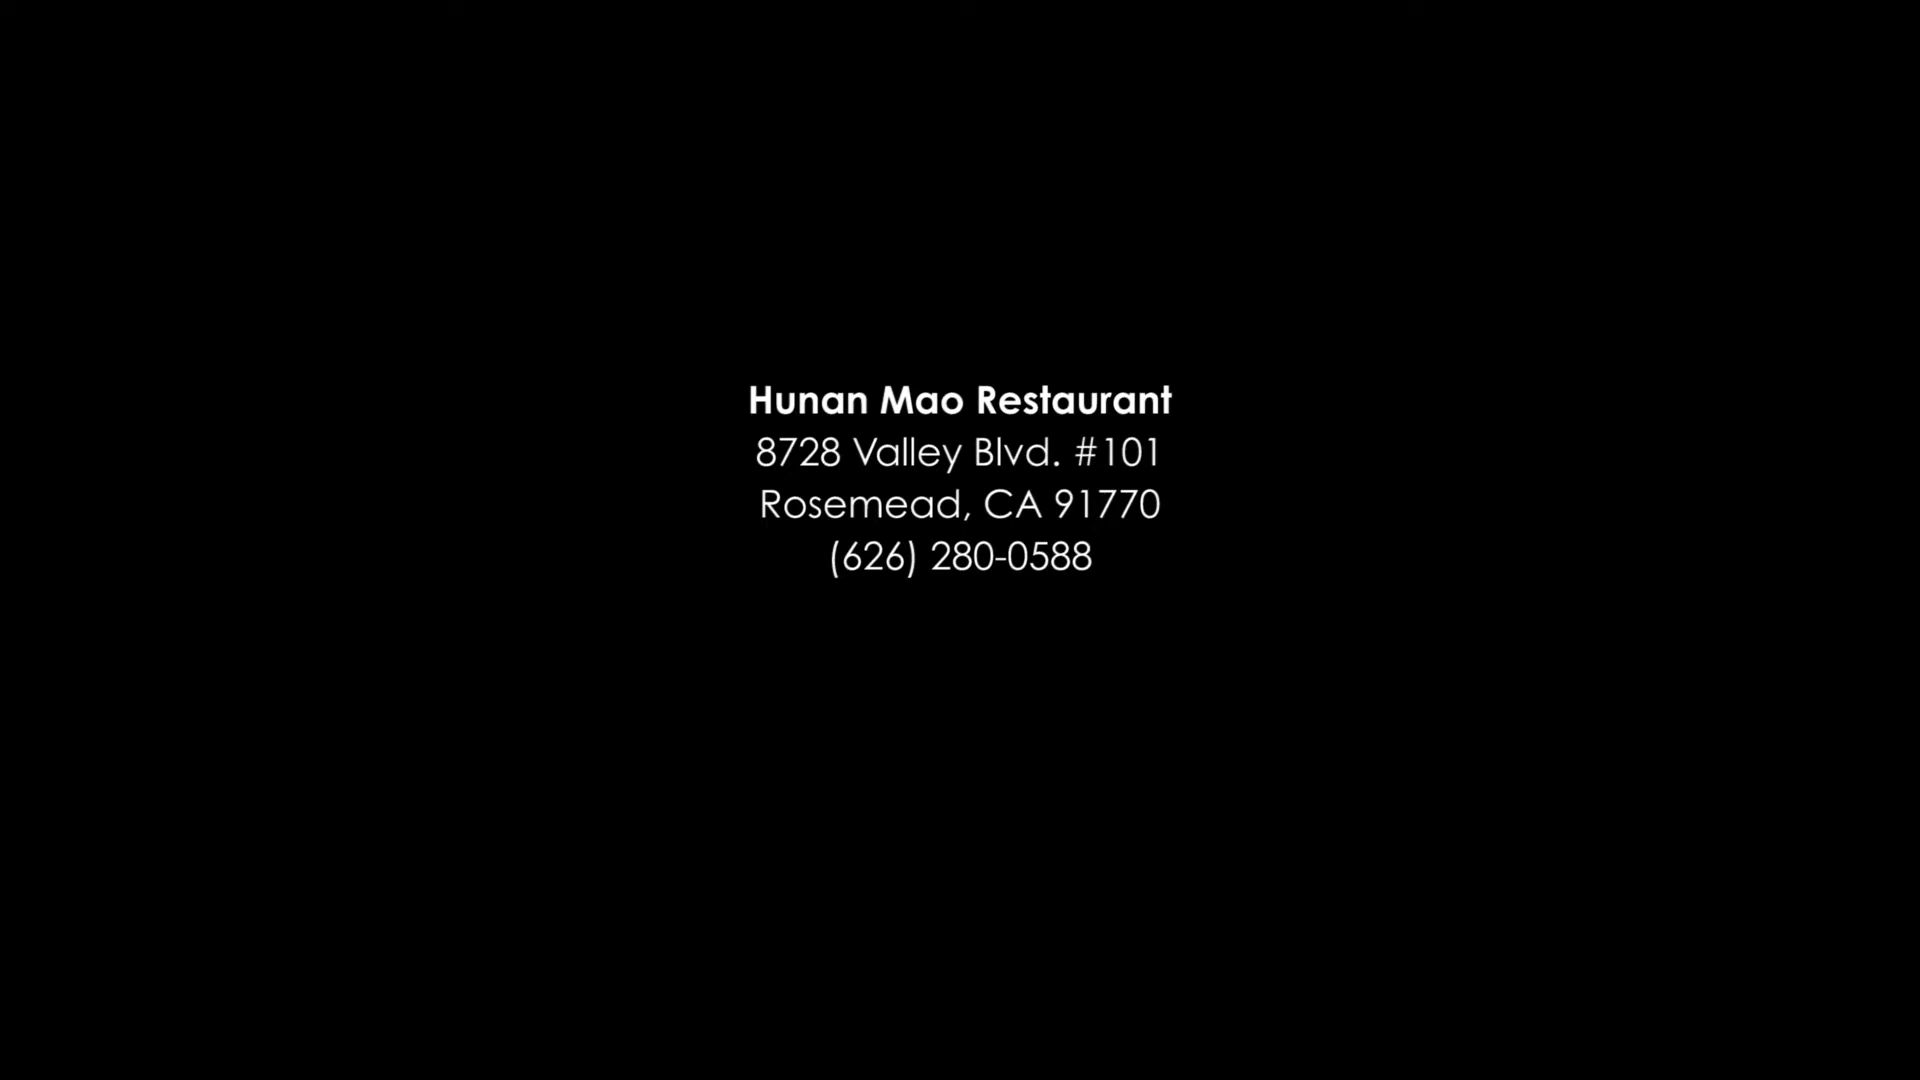 Hunan Mao Restaurant
8728 Valley Blvd. #101
Rosemead, CA 91770
(626) 280-0588